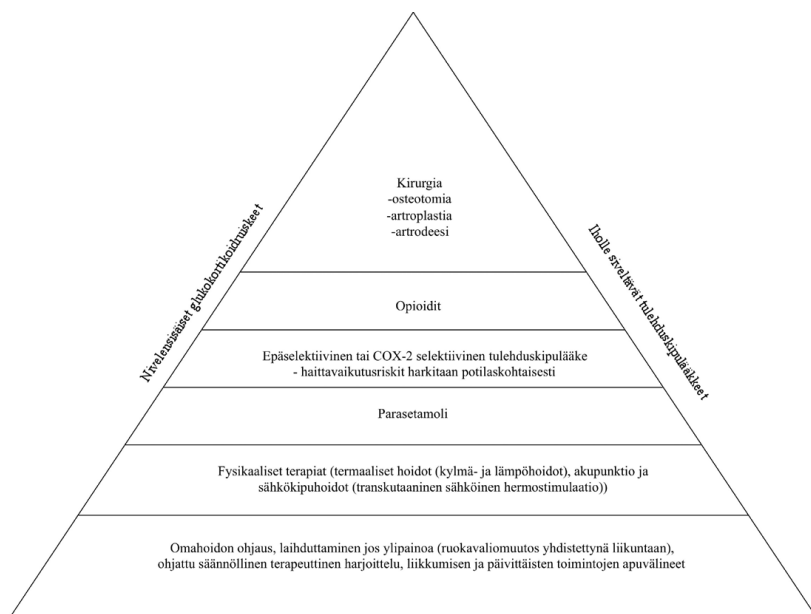 Kirurgia
-osteotomia
-artroplastia
-artrodeesi
Nivelensisäiset glukokortikoidruiskeet
Iholle siveltävät tulehduskipulääkkeet
Opioidit
Epäselektiivinen tai COX-2 selektiivinen tulehduskipulääke
- haittavaikutusriskit harkitaan potilaskohtaisesti
Parasetamoli
Fysikaaliset terapiat (termaaliset hoidot (kylmä- ja lämpöhoidot), akupunktio ja
sähkökipuhoidot (transkutaaninen sähköinen hermostimulaatio))
Omahoidon ohjaus, laihduttaminen jos ylipainoa (ruokavaliomuutos yhdistettynä liikuntaan),
ohjattu säännöllinen terapeuttinen harjoittelu, liikkumisen ja päivittäisten toimintojen apuvälineet